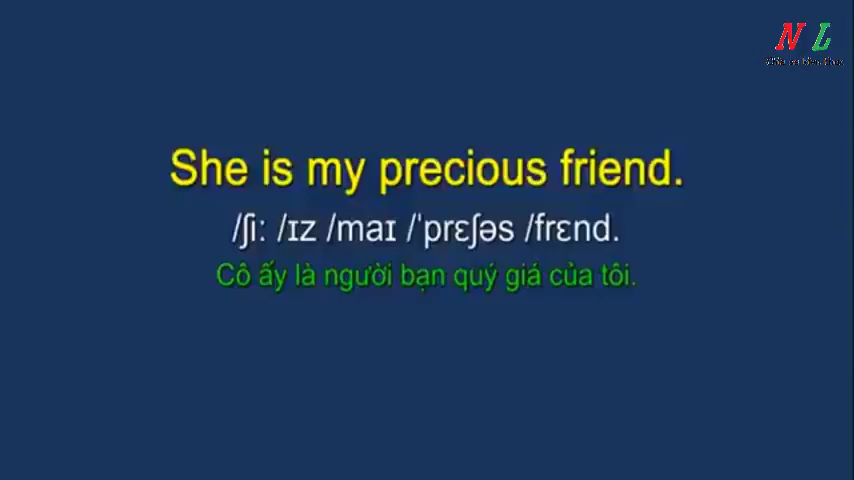 N L
She is my precious friend.
/ʃi: /ɪz /maɪ /ˈprɛʃəs /frɛnd.
Cô ấy là người bạn quý giá của tôi.